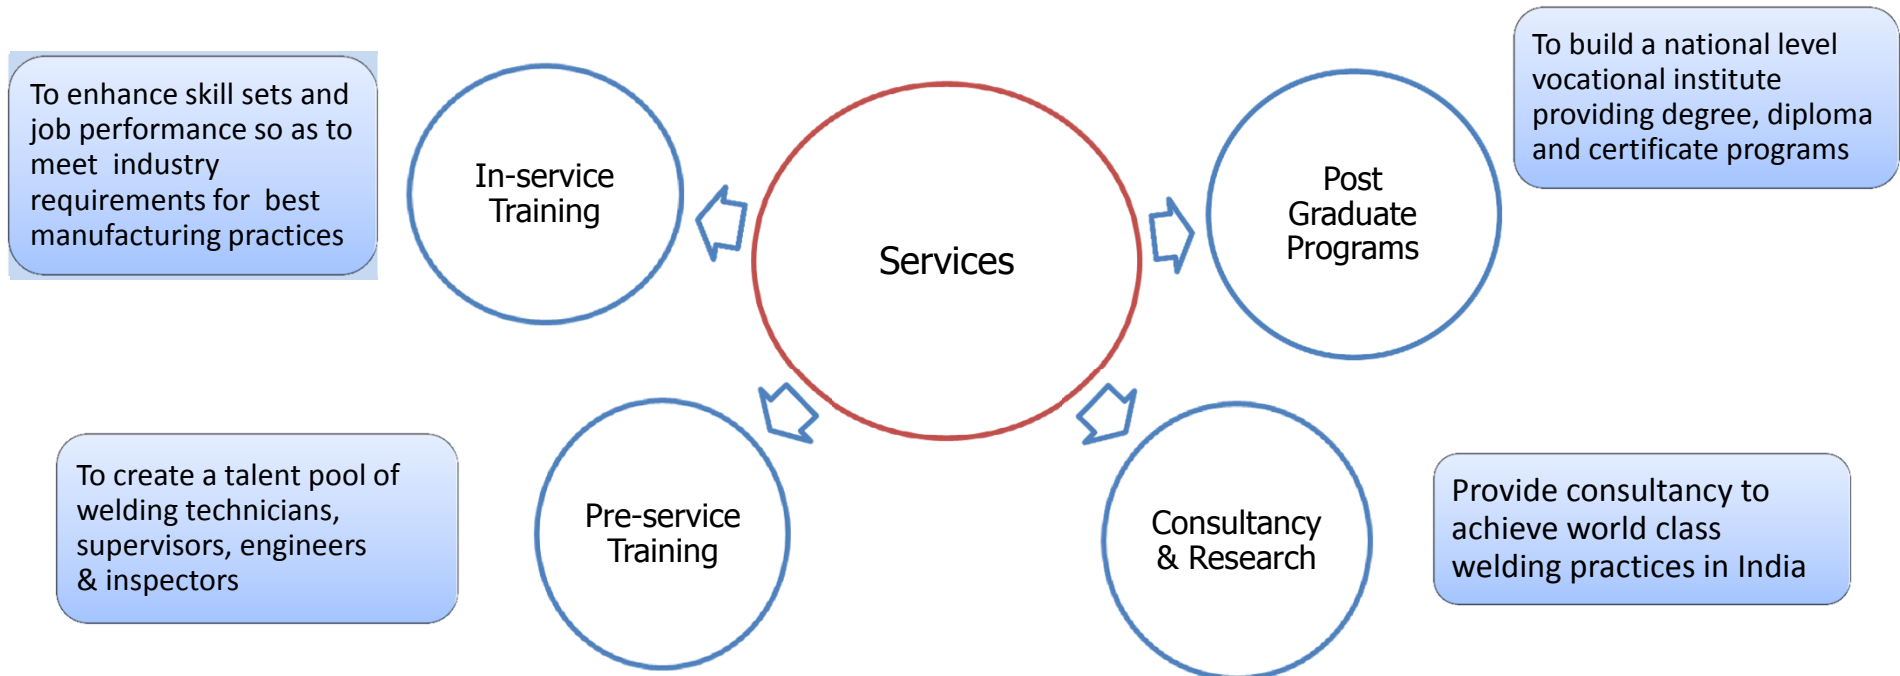 To enhance skill sets and
job performance so as to
meet industry
requirements for best
manufacturing practices
In-service
Training
Services
Post
Graduate
Programs
To build a national level
vocational institute
providing degree, diploma
and certificate programs
To create a talent pool of
welding technicians,
supervisors, engineers
& inspectors
Pre-service
Training
Consultancy
& Research
Provide consultancy to
achieve world class
welding practices in India